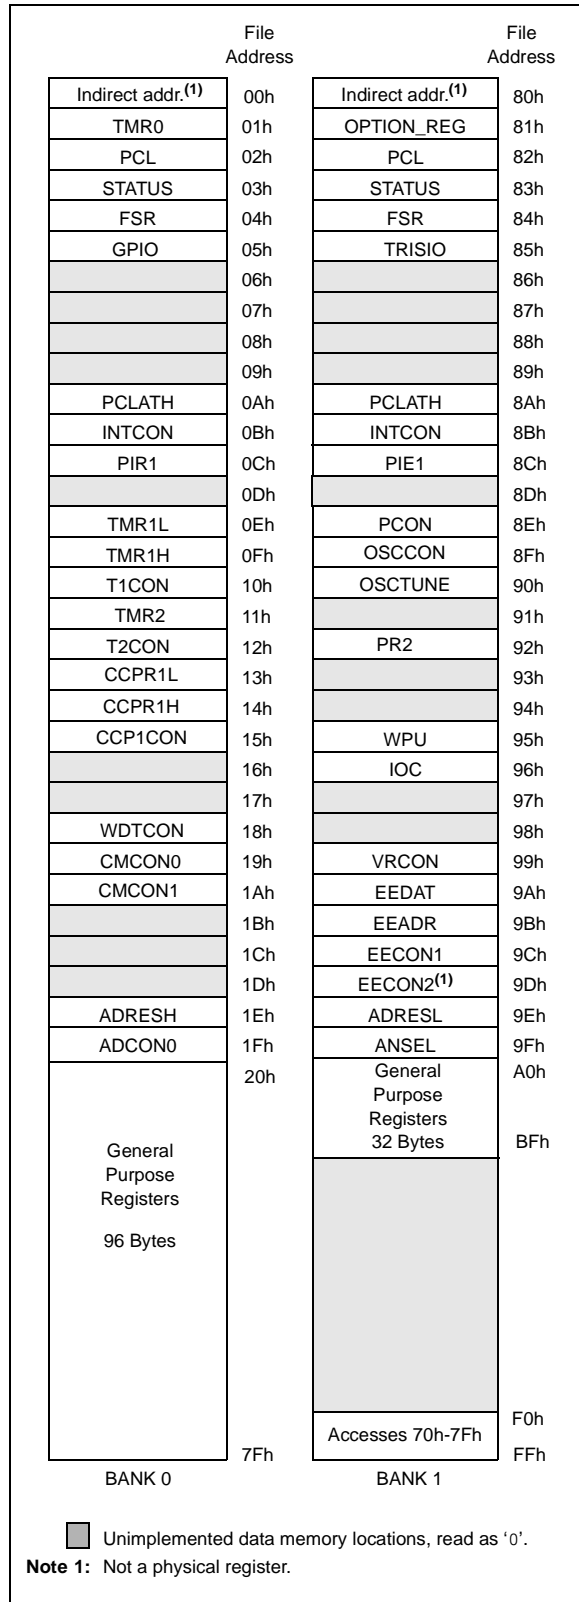 File Address File Address
Indirect addr.(1) 00h Indirect addr.(1) 80h
TMR0 01h OPTION_REG 81h
PCL 02h PCL 82h
STATUS 03h STATUS 83h
FSR 04h FSR 84h
GPIO 05h TRISIO 85h
06h 86h
07h 87h
08h 88h
09h 89h
PCLATH 0Ah PCLATH 8Ah
INTCON 0Bh INTCON 8Bh
PIR1 0Ch PIE1 8Ch
0Dh 8Dh
TMR1L 0Eh PCON 8Eh
TMR1H 0Fh OSCCON 8Fh
T1CON 10h OSCTUNE 90h
TMR2 11h 91h
T2CON 12h PR2 92h
CCPR1L 13h 93h
CCPR1H 14h 94h
CCP1CON 15h WPU 95h
16h IOC 96h
17h 97h
WDTCON 18h 98h
CMCON0 19h VRCON 99h
CMCON1 1Ah EEDAT 9Ah
1Bh EEADR 9Bh
1Ch EECON1 9Ch
1Dh EECON2(1) 9Dh
ADRESH 1Eh ADRESL 9Eh
ADCON0 1Fh ANSEL 9Fh
20h General A0h
Purpose
Registers
32 Bytes BFh
General
Purpose
Registers
96 Bytes
F0h
Accesses 70h-7Fh
7Fh FFh
BANK 0 BANK 1
Unimplemented data memory locations, read as ‘0’.
Note 1: Not a physical register.